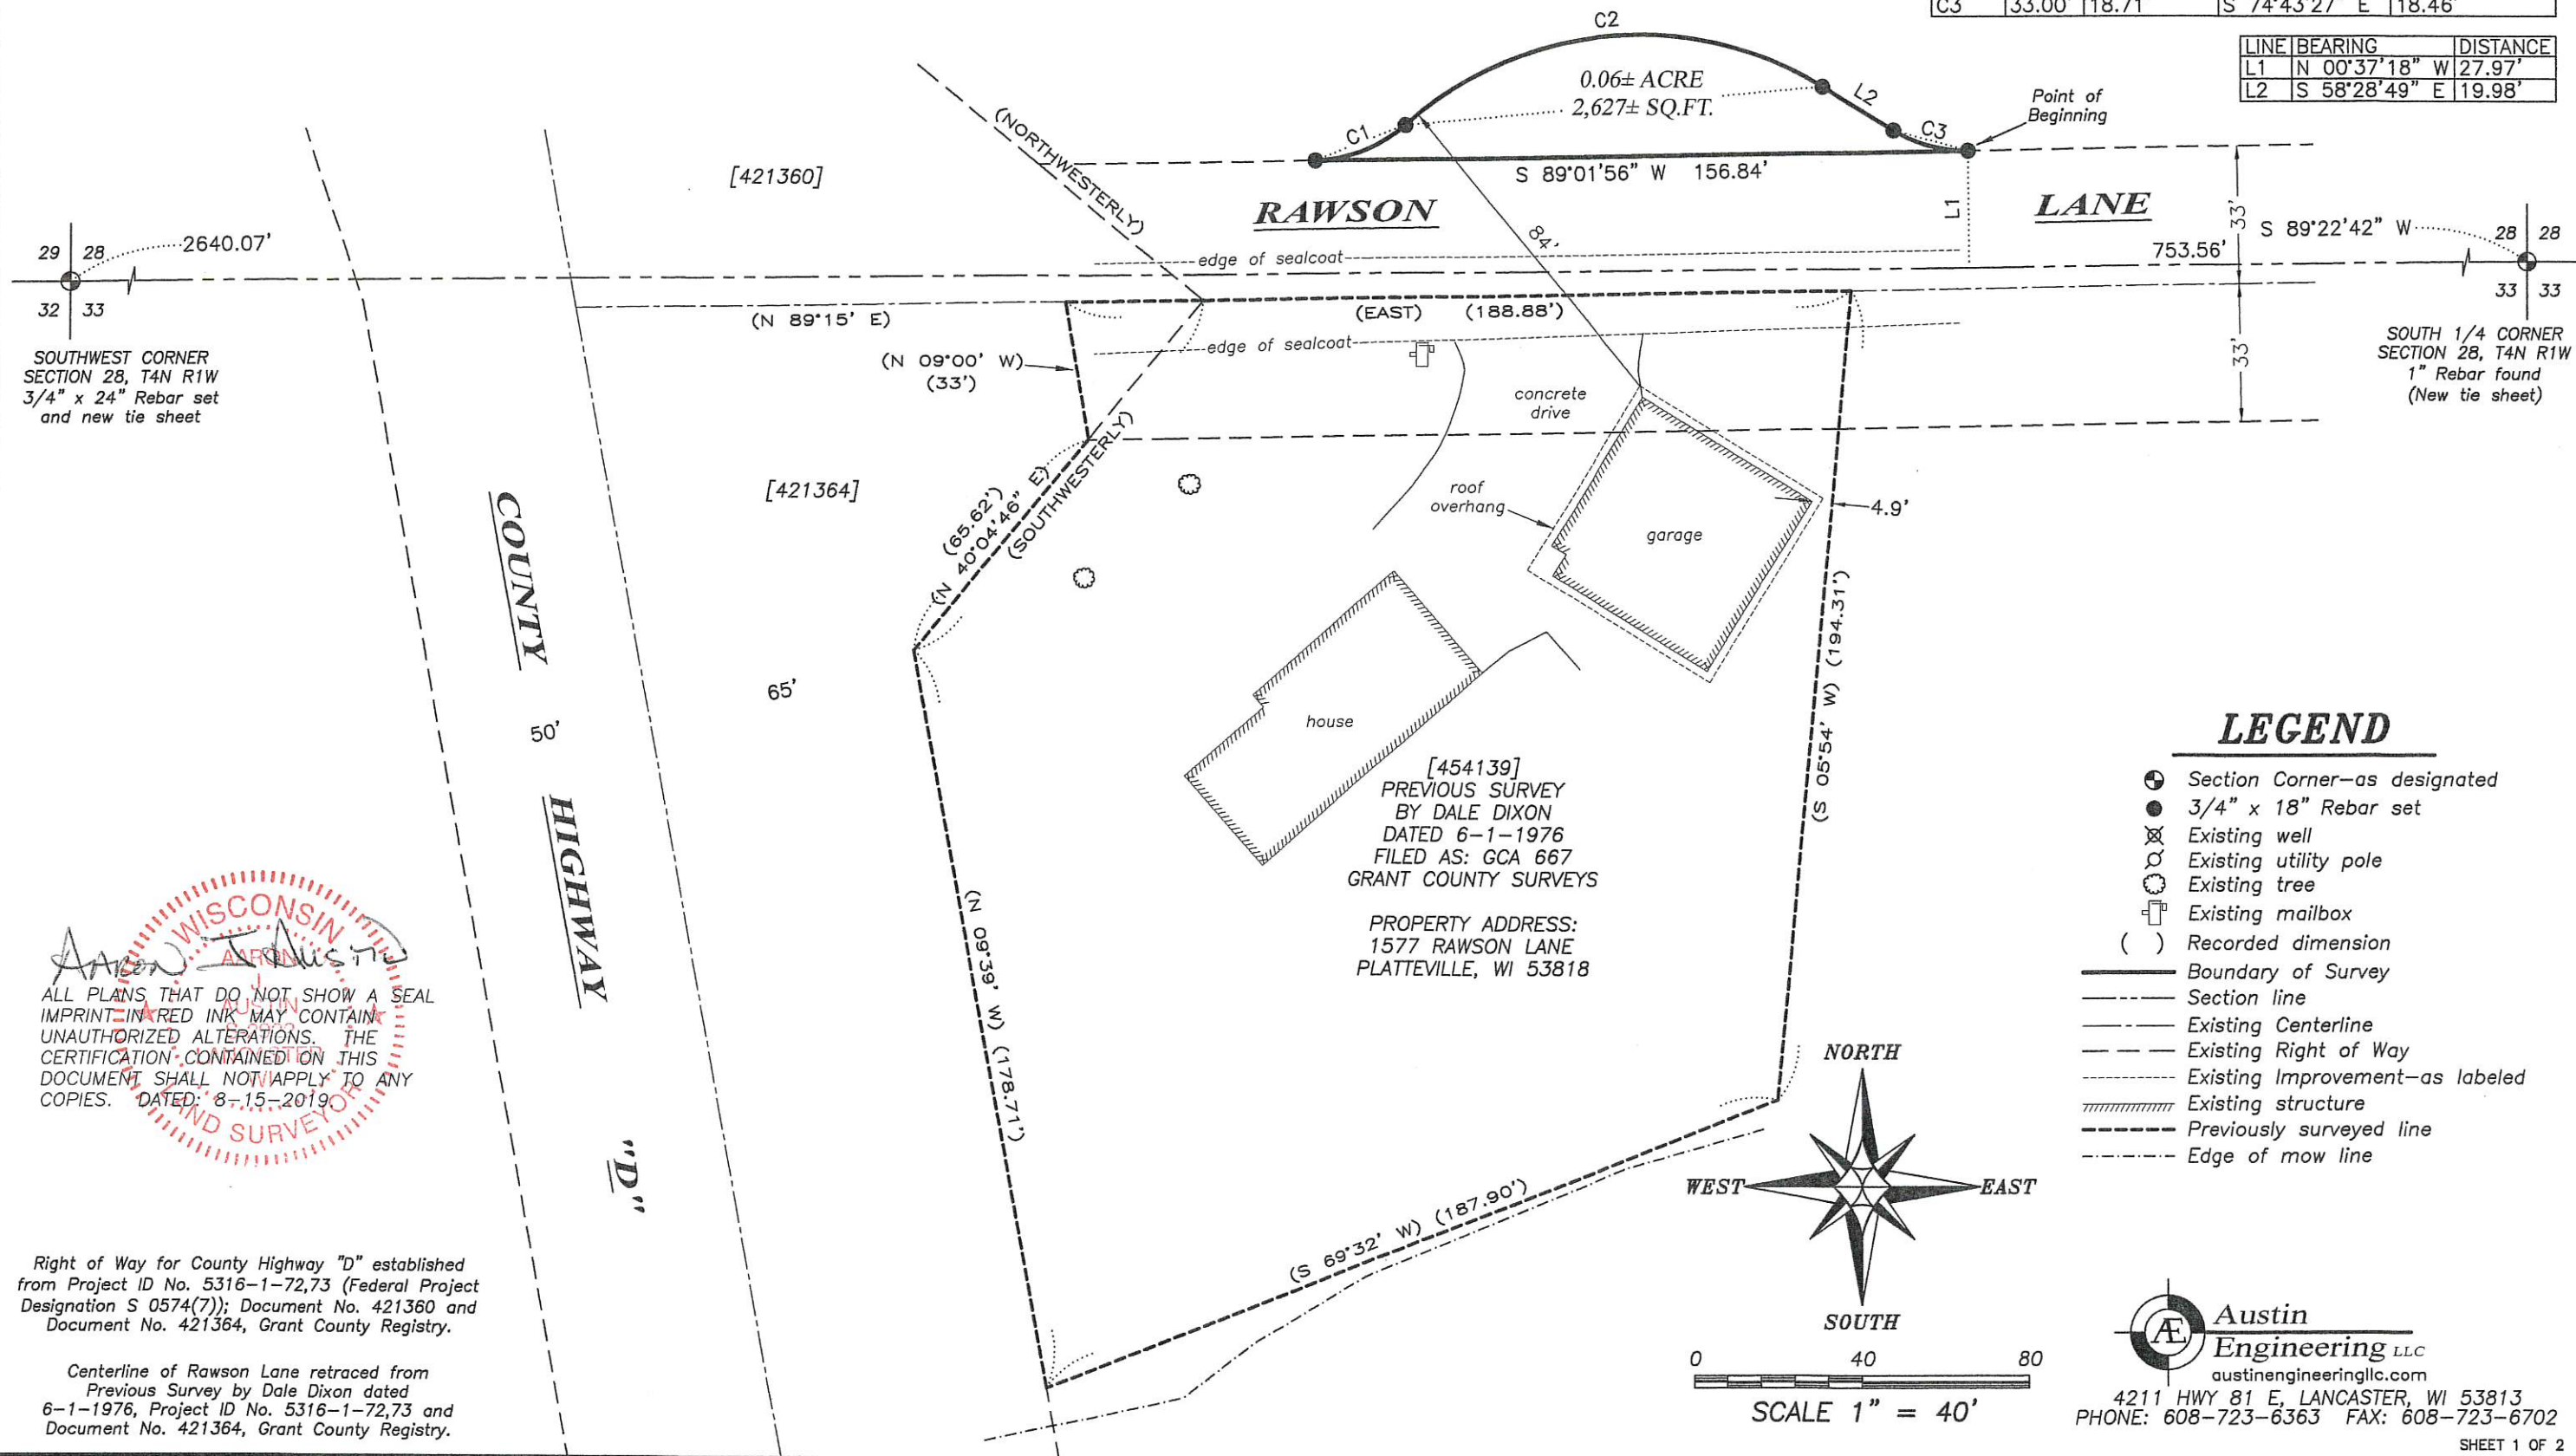 C3 33.00' 18.71' S 74°43'27" E 18.46'
LINE BEARING DISTANCE
L1 N 00°37'18" W 27.97'
L2 S 58°28'49" E 19.98'
C2
0.06± ACRE
2,627± SQ.FT.
C1
L2
C3
Point of
Beginning
S 89°01'56" W 156.84'
L1
RAWSON LANE
(NORTHWESTERLY)
[421360]
84'
33'
33'
29 28
32 33
2640.07'
SOUTHWEST CORNER
SECTION 28, T4N R1W
3/4" x 24" Rebar set
and new tie sheet
edge of sealcoat
753.56'
S 89°22'42" W
28 28
33 33
SOUTH 1/4 CORNER
SECTION 28, T4N R1W
1" Rebar found
(New tie sheet)
(N 89°15' E)
(EAST) (188.88')
edge of sealcoat
(N 09°00' W)
(33')
concrete
drive
[421364]
(65.62')
(N 40°04'46" E)
(SOUTHWESTERLY)
roof
overhang
garage
4.9'
house
65'
50'
COUNTY HIGHWAY "D"
(S 05°54' W) (194.31')
[454139]
PREVIOUS SURVEY
BY DALE DIXON
DATED 6-1-1976
FILED AS: GCA 667
GRANT COUNTY SURVEYS
PROPERTY ADDRESS:
1577 RAWSON LANE
PLATTEVILLE, WI 53818
(N 09°39' W) (178.71')
(S 69°32' W) (187.90')
LEGEND
Section Corner-as designated
3/4" x 18" Rebar set
Existing well
Existing utility pole
Existing tree
Existing mailbox
( ) Recorded dimension
Boundary of Survey
Section line
Existing Centerline
Existing Right of Way
Existing Improvement-as labeled
Existing structure
Previously surveyed line
Edge of mow line
NORTH
WEST
EAST
SOUTH
0 40 80
SCALE 1" = 40'
WISCONSIN
AARON
J
AUSTIN
LANCASTER
WI
LAND SURVEYOR
Aaron J Austin
ALL PLANS THAT DO NOT SHOW A SEAL
IMPRINT IN RED INK MAY CONTAIN
UNAUTHORIZED ALTERATIONS. THE
CERTIFICATION CONTAINED ON THIS
DOCUMENT SHALL NOT APPLY TO ANY
COPIES. DATED: 8-15-2019
Right of Way for County Highway "D" established
from Project ID No. 5316-1-72,73 (Federal Project
Designation S 0574(7)); Document No. 421360 and
Document No. 421364, Grant County Registry.
Centerline of Rawson Lane retraced from
Previous Survey by Dale Dixon dated
6-1-1976, Project ID No. 5316-1-72,73 and
Document No. 421364, Grant County Registry.
Æ
Austin
Engineering LLC
austinengineeringllc.com
4211 HWY 81 E, LANCASTER, WI 53813
PHONE: 608-723-6363 FAX: 608-723-6702
SHEET 1 OF 2